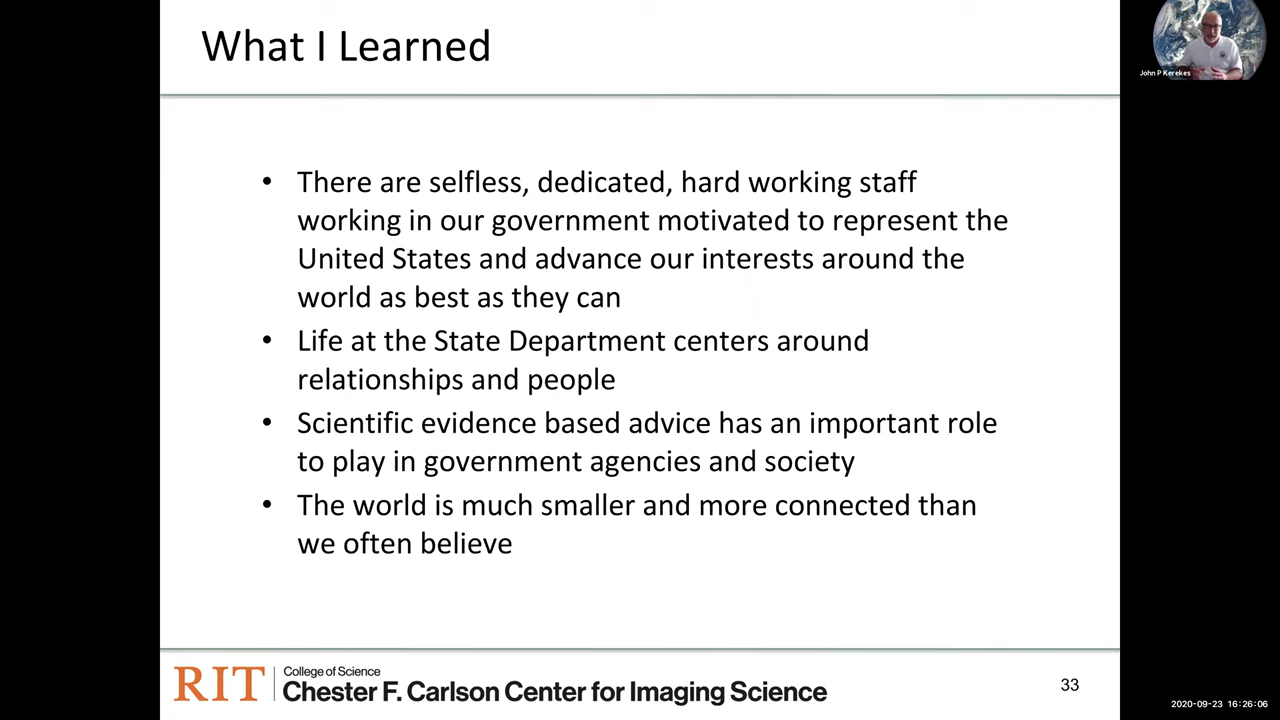 What I Learned
John P Kerekes
• There are selfless, dedicated, hard working staff
working in our government motivated to represent the
United States and advance our interests around the
world as best as they can
• Life at the State Department centers around
relationships and people
• Scientific evidence based advice has an important role
to play in government agencies and society
• The world is much smaller and more connected than
we often believe
RIT
College of Science
Chester F. Carlson Center for Imaging Science
33
2020-09-23 16:26:06